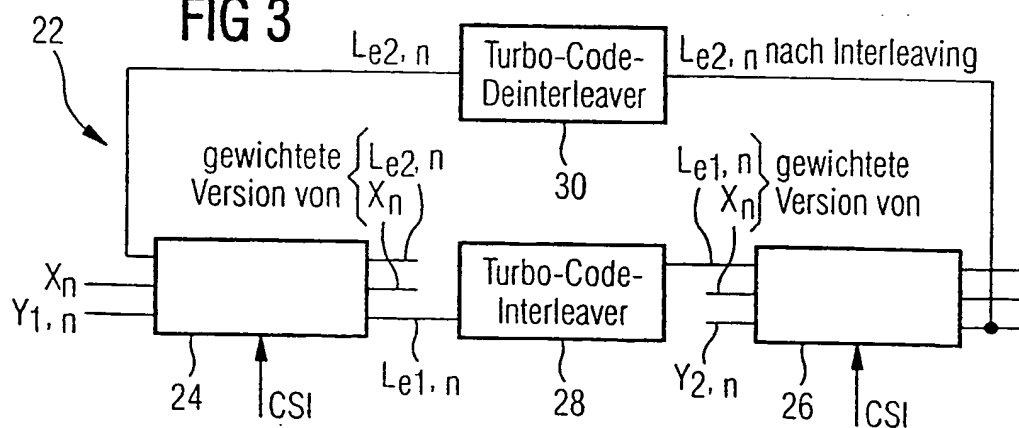 FIG 3
22
Le2, n
Turbo-Code-
Deinterleaver
Le2, n nach Interleaving
30
gewichtete
Version von
Le2, n
Xn
Le1, n
Xn
gewichtete
Version von
Xn
Y1, n
Turbo-Code-
Interleaver
24
CSI
Le1, n
28
Y2, n
26
CSI